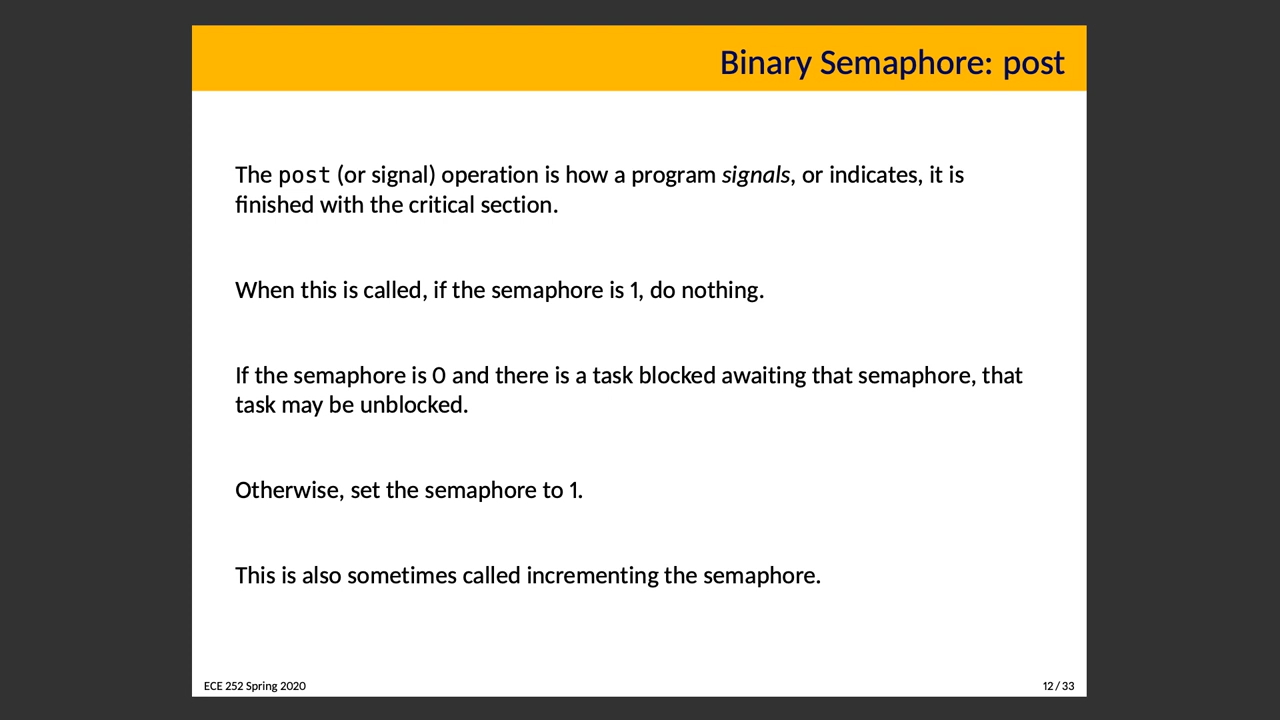 Binary Semaphore: post
The post (or signal) operation is how a program signals, or indicates, it is
finished with the critical section.
When this is called, if the semaphore is 1, do nothing.
If the semaphore is 0 and there is a task blocked awaiting that semaphore, that
task may be unblocked.
Otherwise, set the semaphore to 1.
This is also sometimes called incrementing the semaphore.
ECE 252 Spring 2020
12 / 33